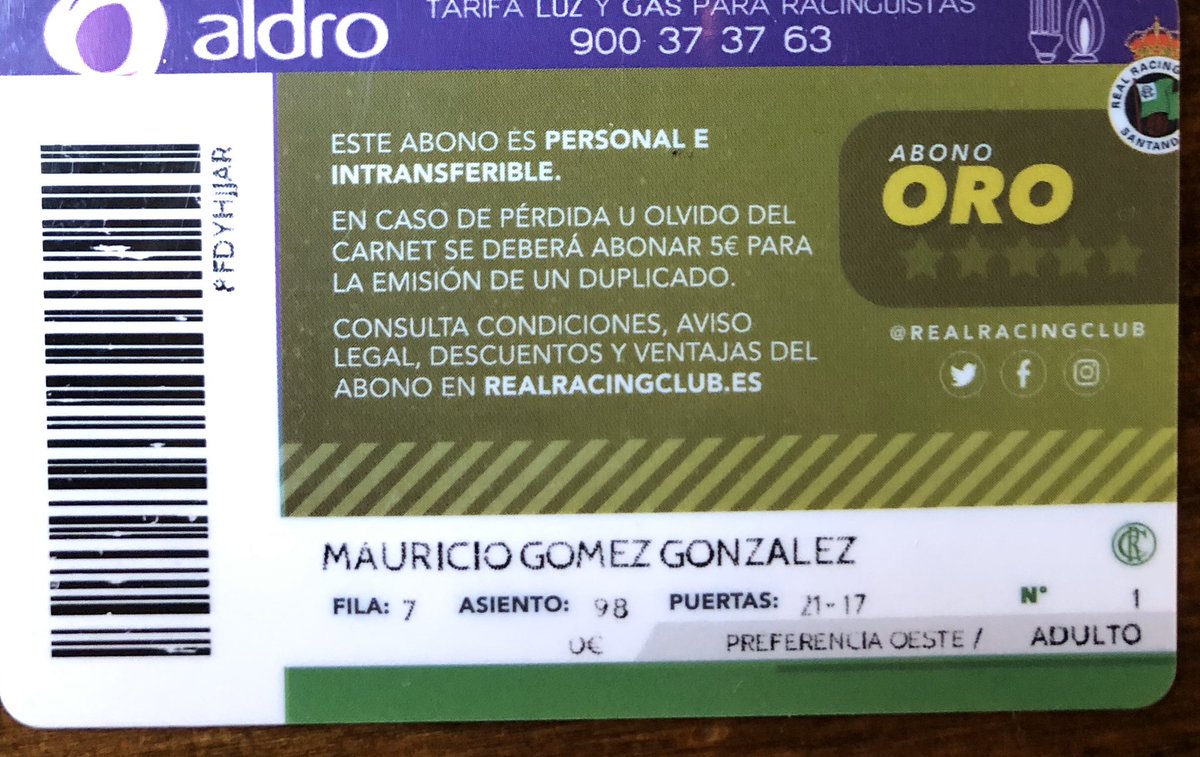 aldro
TARIFA LUZ Y GAS PARA RACINGUISTAS
900 37 37 63
REAL RACING
SANTAND
ESTE ABONO ES PERSONAL E
INTRANSFERIBLE.
EN CASO DE PÉRDIDA U OLVIDO DEL
CARNET SE DEBERÁ ABONAR 5€ PARA
LA EMISIÓN DE UN DUPLICADO.
CONSULTA CONDICIONES, AVISO
LEGAL, DESCUENTOS Y VENTAJAS DEL
ABONO EN REALRACINGCLUB.ES
ABONO
ORO
@REALRACINGCLUB
MAURICIO GOMEZ GONZALEZ
FILA: 7 ASIENTO: 98 PUERTAS: 21-17 Nº 1
0€ PREFERENCIA OESTE / ADULTO